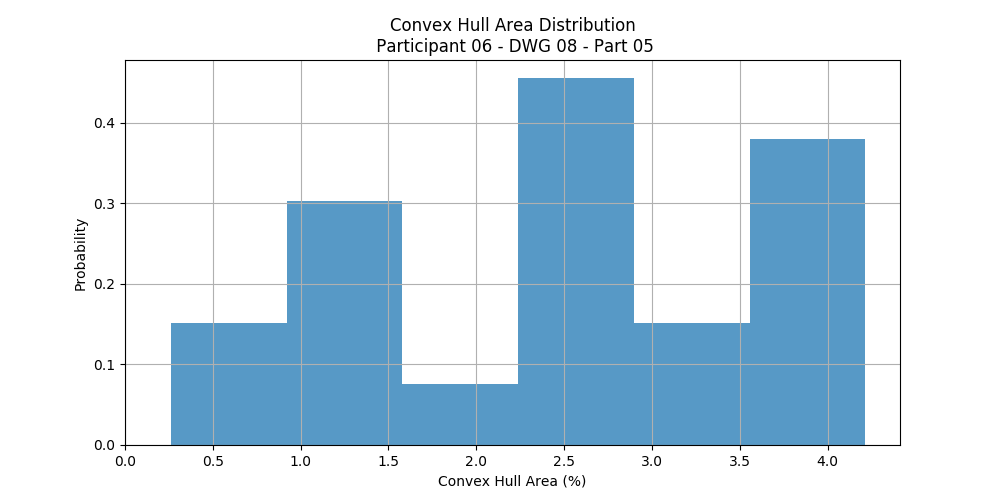 Convex Hull Area Distribution
Participant 06 - DWG 08 - Part 05
Probability
0.4
0.3
0.2
0.1
0.0
0.0 0.5 1.0 1.5 2.0 2.5 3.0 3.5 4.0
Convex Hull Area (%)